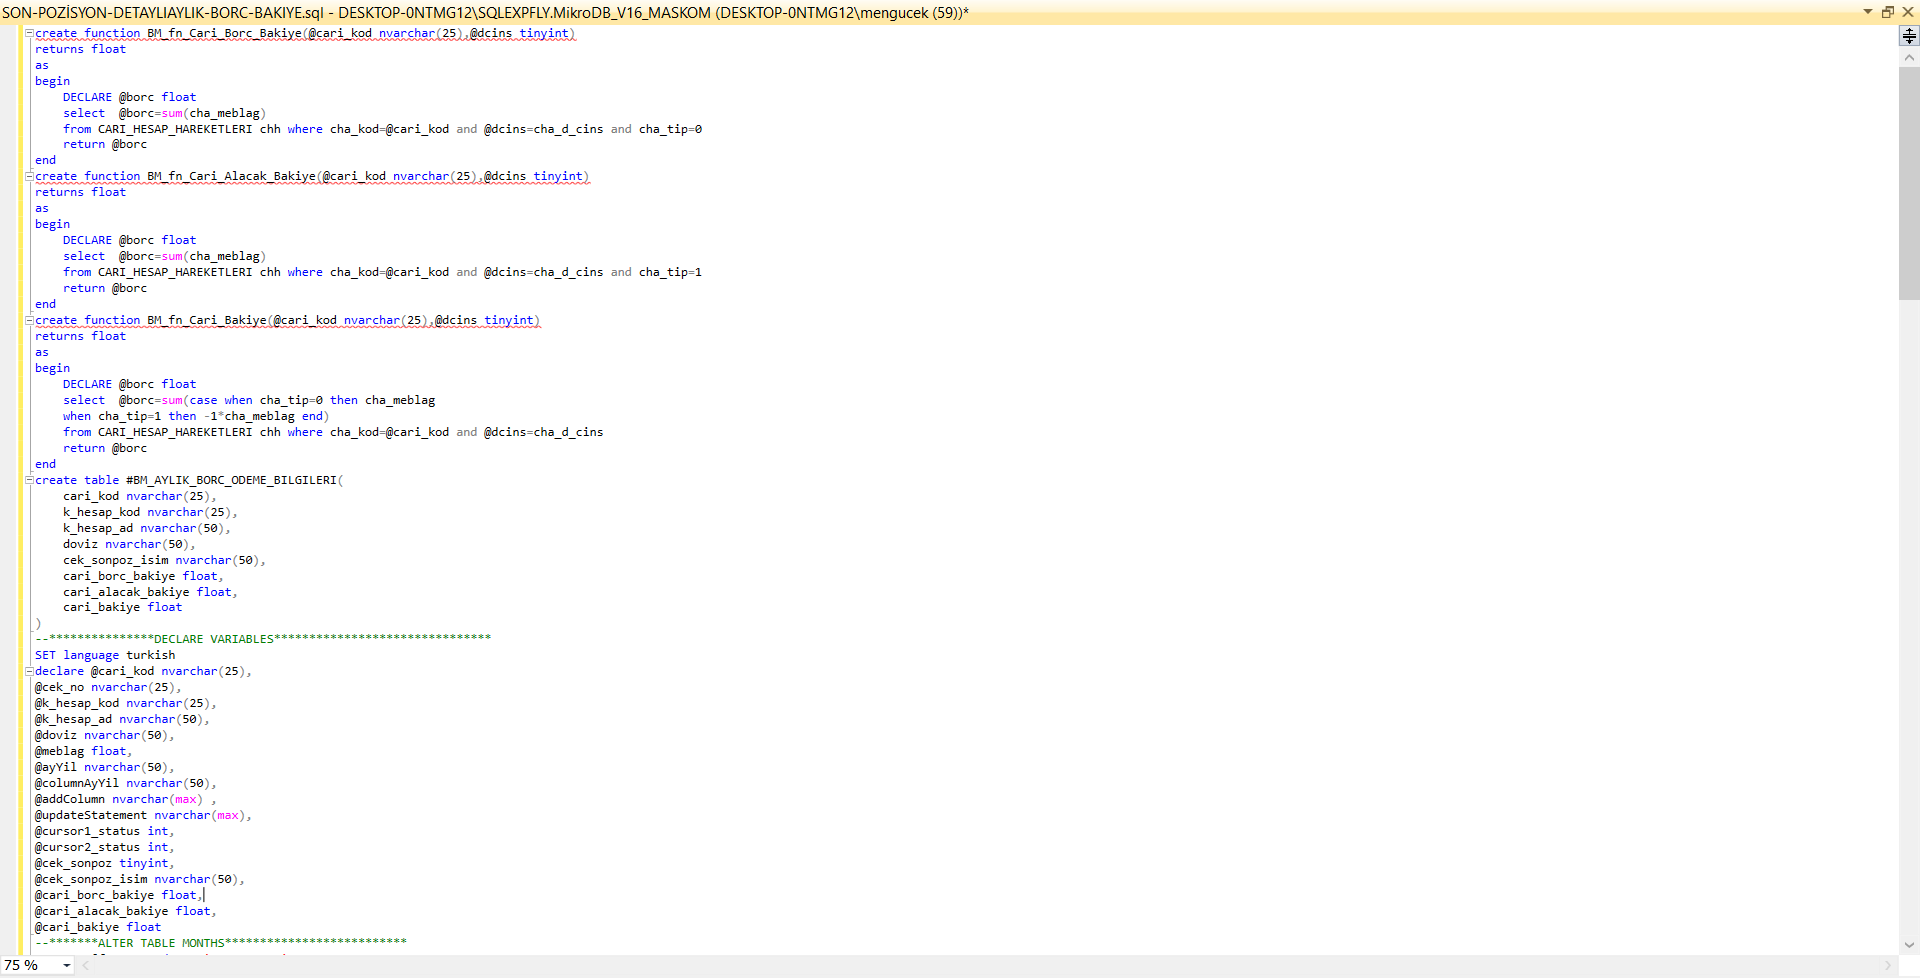 SON-POZİSYON-DETAYLIAYLIK-BORC-BAKIYE.sql - DESKTOP-0NTMG12\SQLEXPFLY.MikroDB_V16_MASKOM (DESKTOP-0NTMG12\mengucek (59))*
create function BM_fn_Cari_Borc_Bakiye(@cari_kod nvarchar(25),@dcins tinyint)
returns float
as
begin
    DECLARE @borc float
    select  @borc=sum(cha_meblag)
    from CARI_HESAP_HAREKETLERI chh where cha_kod=@cari_kod and @dcins=cha_d_cins and cha_tip=0
    return @borc
end
create function BM_fn_Cari_Alacak_Bakiye(@cari_kod nvarchar(25),@dcins tinyint)
returns float
as
begin
    DECLARE @borc float
    select  @borc=sum(cha_meblag)
    from CARI_HESAP_HAREKETLERI chh where cha_kod=@cari_kod and @dcins=cha_d_cins and cha_tip=1
    return @borc
end
create function BM_fn_Cari_Bakiye(@cari_kod nvarchar(25),@dcins tinyint)
returns float
as
begin
    DECLARE @borc float
    select  @borc=sum(case when cha_tip=0 then cha_meblag
    when cha_tip=1 then -1*cha_meblag end)
    from CARI_HESAP_HAREKETLERI chh where cha_kod=@cari_kod and @dcins=cha_d_cins
    return @borc
end
create table #BM_AYLIK_BORC_ODEME_BILGILERI(
    cari_kod nvarchar(25),
    k_hesap_kod nvarchar(25),
    k_hesap_ad nvarchar(50),
    doviz nvarchar(50),
    cek_sonpoz_isim nvarchar(50),
    cari_borc_bakiye float,
    cari_alacak_bakiye float,
    cari_bakiye float
)
--***************DECLARE VARIABLES*******************************
SET language turkish
declare @cari_kod nvarchar(25),
@cek_no nvarchar(25),
@k_hesap_kod nvarchar(25),
@k_hesap_ad nvarchar(50),
@doviz nvarchar(50),
@meblag float,
@ayYil nvarchar(50),
@columnAyYil nvarchar(50),
@addColumn nvarchar(max) ,
@updateStatement nvarchar(max),
@cursor1_status int,
@cursor2_status int,
@cek_sonpoz tinyint,
@cek_sonpoz_isim nvarchar(50),
@cari_borc_bakiye float,
@cari_alacak_bakiye float,
@cari_bakiye float
--*******ALTER TABLE MONTHS**************************
75 %